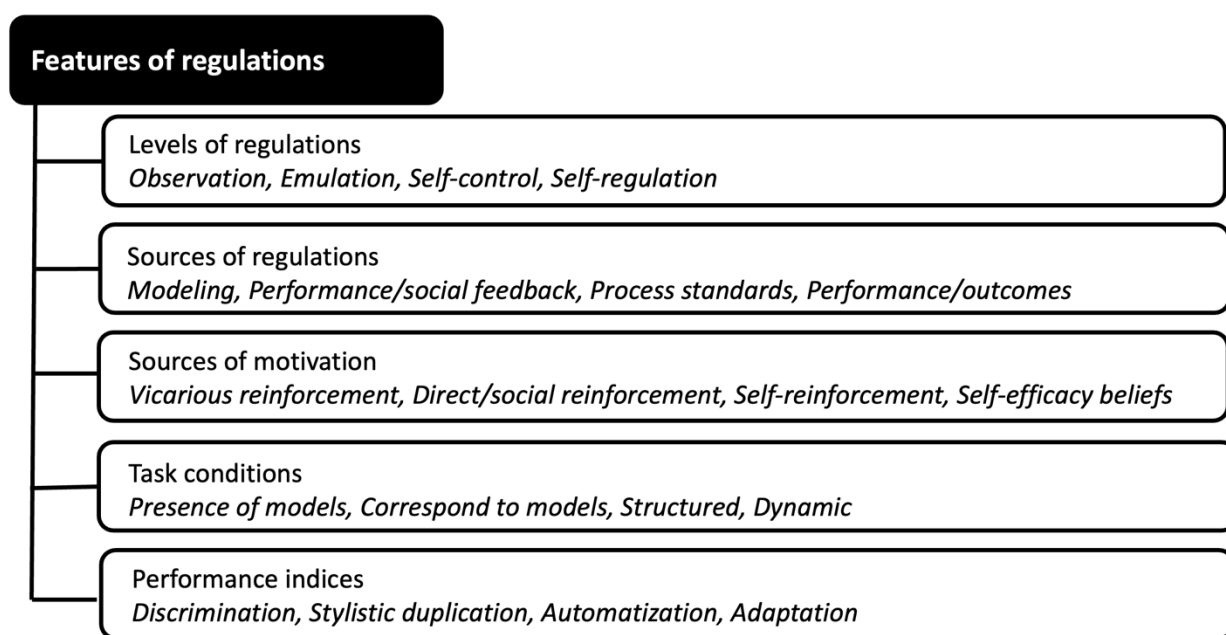 Features of regulations
Levels of regulations
Observation, Emulation, Self-control, Self-regulation
Sources of regulations
Modeling, Performance/social feedback, Process standards, Performance/outcomes
Sources of motivation
Vicarious reinforcement, Direct/social reinforcement, Self-reinforcement, Self-efficacy beliefs
Task conditions
Presence of models, Correspond to models, Structured, Dynamic
Performance indices
Discrimination, Stylistic duplication, Automatization, Adaptation